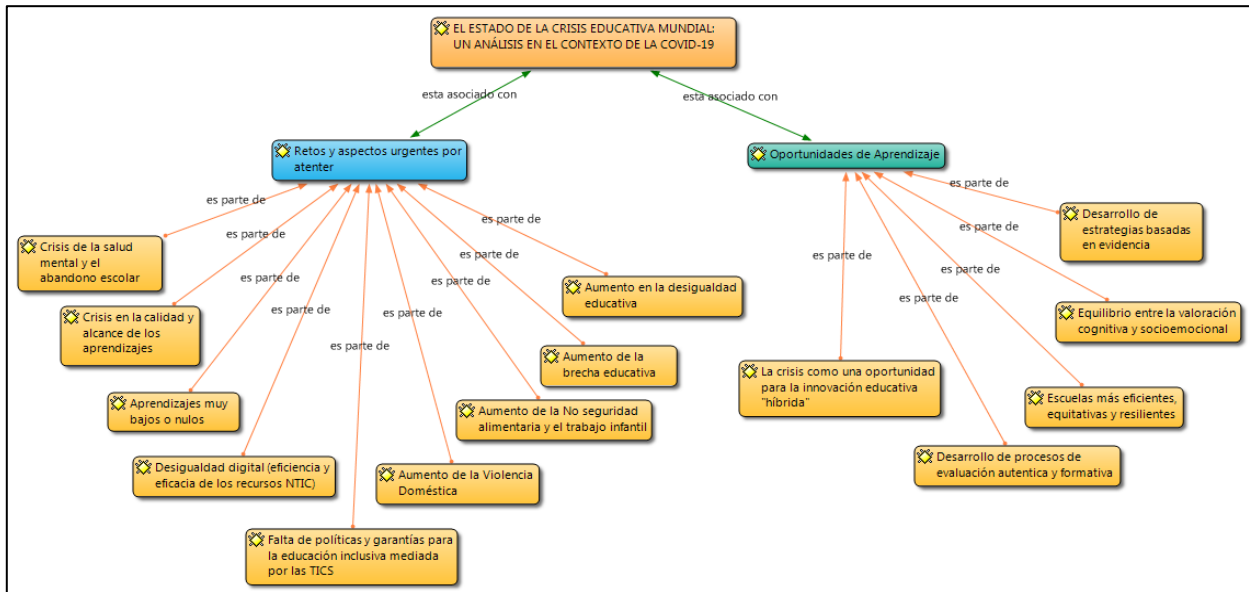 EL ESTADO DE LA CRISIS EDUCATIVA MUNDIAL:
UN ANÁLISIS EN EL CONTEXTO DE LA COVID-19
esta asociado con
esta asociado con
Retos y aspectos urgentes por
atenter
Oportunidades de Aprendizaje
es parte de
es parte de
es parte de
es parte de
es parte de
es parte de
es parte de
es parte de
es parte de
es parte de
es parte de
es parte de
es parte de
es parte de
Crisis de la salud
mental y el
abandono escolar
Crisis en la calidad y
alcance de los
aprendizajes
Aprendizajes muy
bajos o nulos
Desigualdad digital (eficiencia y
eficacia de los recursos NTIC)
Falta de políticas y garantías para
la educación inclusiva mediada
por las TICS
Aumento de la Violencia
Doméstica
Aumento de la No seguridad
alimentaria y el trabajo infantil
Aumento de la
brecha educativa
Aumento en la desigualdad
educativa
La crisis como una oportunidad
para la innovación educativa
"híbrida"
Desarrollo de procesos de
evaluación autentica y formativa
Escuelas más eficientes,
equitativas y resilientes
Equilibrio entre la valoración
cognitiva y socioemocional
Desarrollo de
estrategias basadas
en evidencia